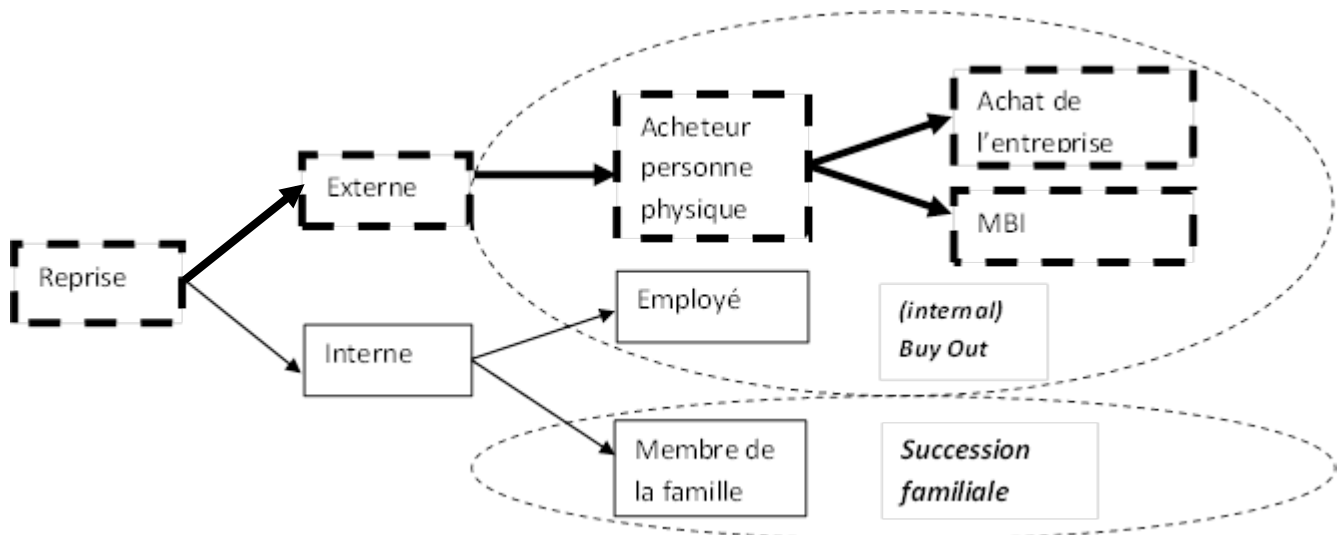 Achat de
l'entreprise
Acheteur
personne
physique
Externe
MBI
Reprise
Employé
(internal)
Buy Out
Interne
Membre de
la famille
Succession
familiale